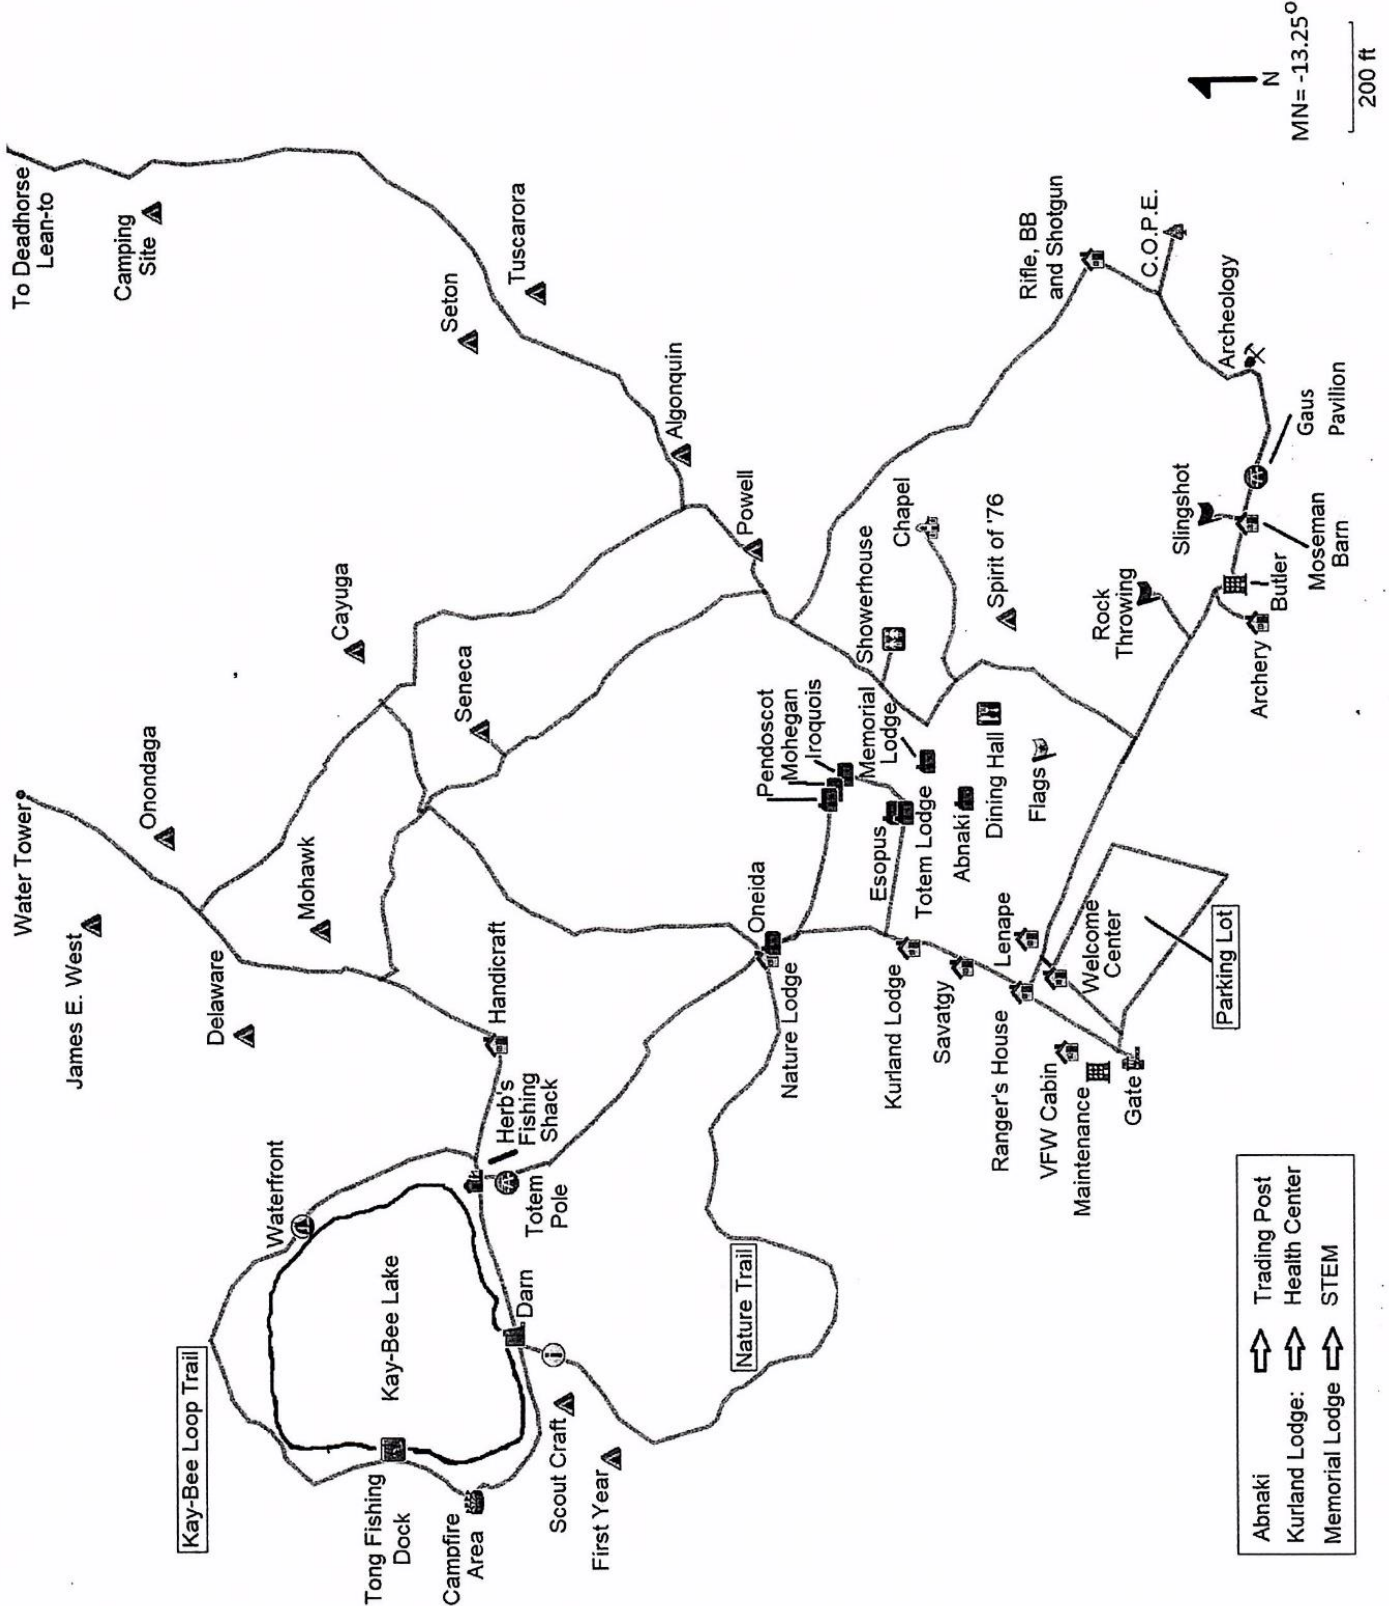 To Deadhorse
Lean-to
Camping
Site
Water Tower
Onondaga
James E. West
Delaware
Mohawk
Cayuga
Seneca
Seton
Tuscarora
Algonquin
Powell
Handicraft
Herb's
Fishing
Shack
Totem
Pole
Waterfront
Kay-Bee Loop Trail
Kay-Bee Lake
Darn
Tong Fishing
Dock
Campfire
Area
Scout Craft
First Year
Nature Trail
Oneida
Nature Lodge
Pendoscot
Mohegan
Iroquois
Memorial
Lodge
Showerhouse
Chapel
Spirit of '76
Esopus
Totem Lodge
Abnaki
Dining Hall
Flags
Kurland Lodge
Savatgy
Lenape
Ranger's House
Welcome
Center
VFW Cabin
Maintenance
Gate
Parking Lot
Rifle, BB
and Shotgun
C.O.P.E.
Archeology
Gaus
Pavilion
Slingshot
Moseman
Barn
Rock
Throwing
Butler
Archery
N
MN= -13.25°
200 ft
Abnaki ⇨ Trading Post
Kurland Lodge: ⇨ Health Center
Memorial Lodge ⇨ STEM